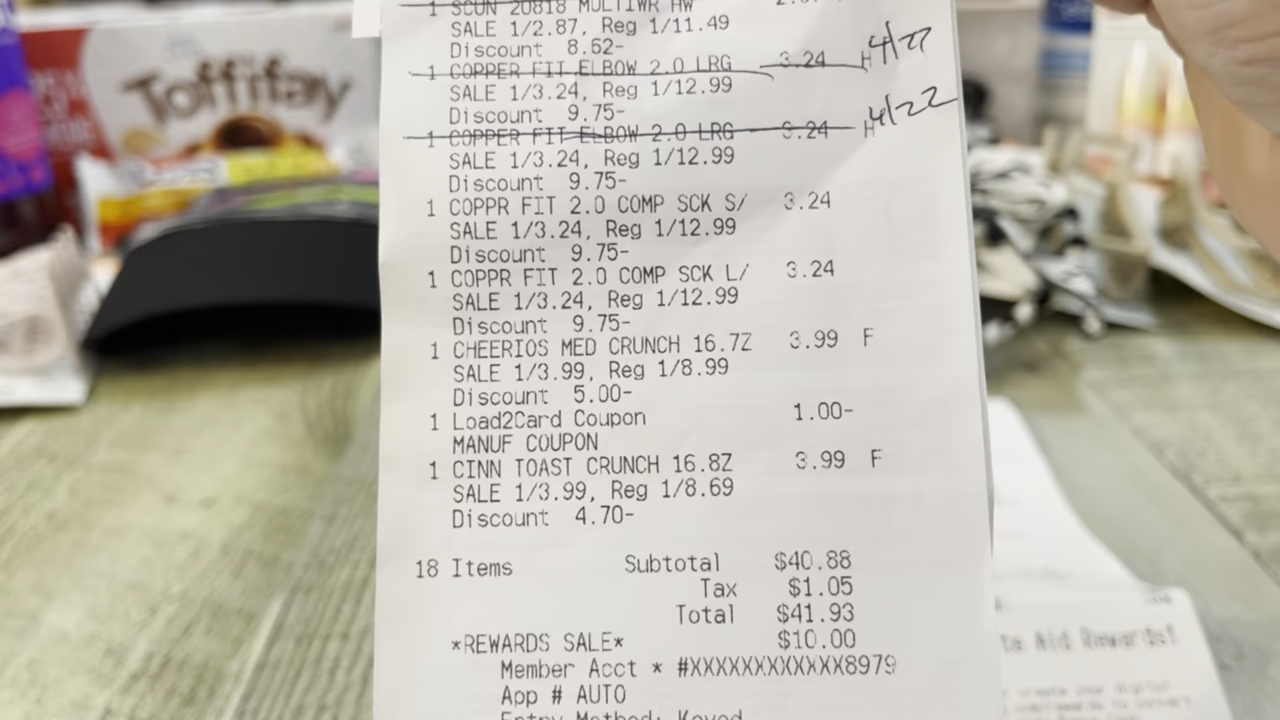 Toffifay
1 SCUN 20818 MULTIWR HW
SALE 1/2.87, Reg 1/11.49
Discount 8.62-
1 COPPER FIT ELBOW 2.0 LRG 3.24 H 4/27
SALE 1/3.24, Reg 1/12.99
Discount 9.75-
1 COPPER FIT ELBOW 2.0 LRG 3.24 H 4/22
SALE 1/3.24, Reg 1/12.99
Discount 9.75-
1 COPPR FIT 2.0 COMP SCK S/ 3.24
SALE 1/3.24, Reg 1/12.99
Discount 9.75-
1 COPPR FIT 2.0 COMP SCK L/ 3.24
SALE 1/3.24, Reg 1/12.99
Discount 9.75-
1 CHEERIOS MED CRUNCH 16.7Z 3.99 F
SALE 1/3.99, Reg 1/8.99
Discount 5.00-
1 Load2Card Coupon 1.00-
MANUF COUPON
1 CINN TOAST CRUNCH 16.8Z 3.99 F
SALE 1/3.99, Reg 1/8.69
Discount 4.70-
18 Items Subtotal $40.88
Tax $1.05
Total $41.93
*REWARDS SALE* $10.00
Member Acct * #XXXXXXXXXXXX8979
App # AUTO
Entry Method: Keyed
Aid Rewards!